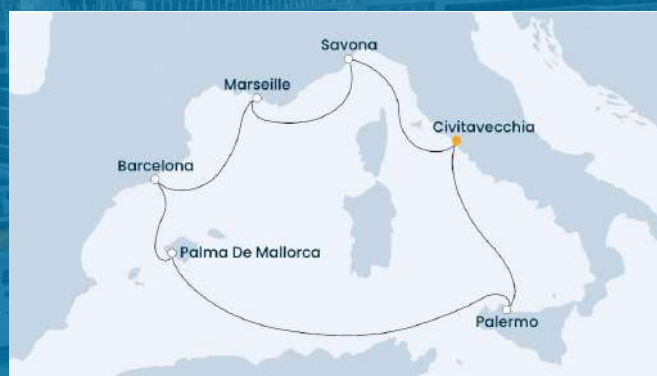 Savona
Marseille
Civitavecchia
Barcelona
Palma De Mallorca
Palermo